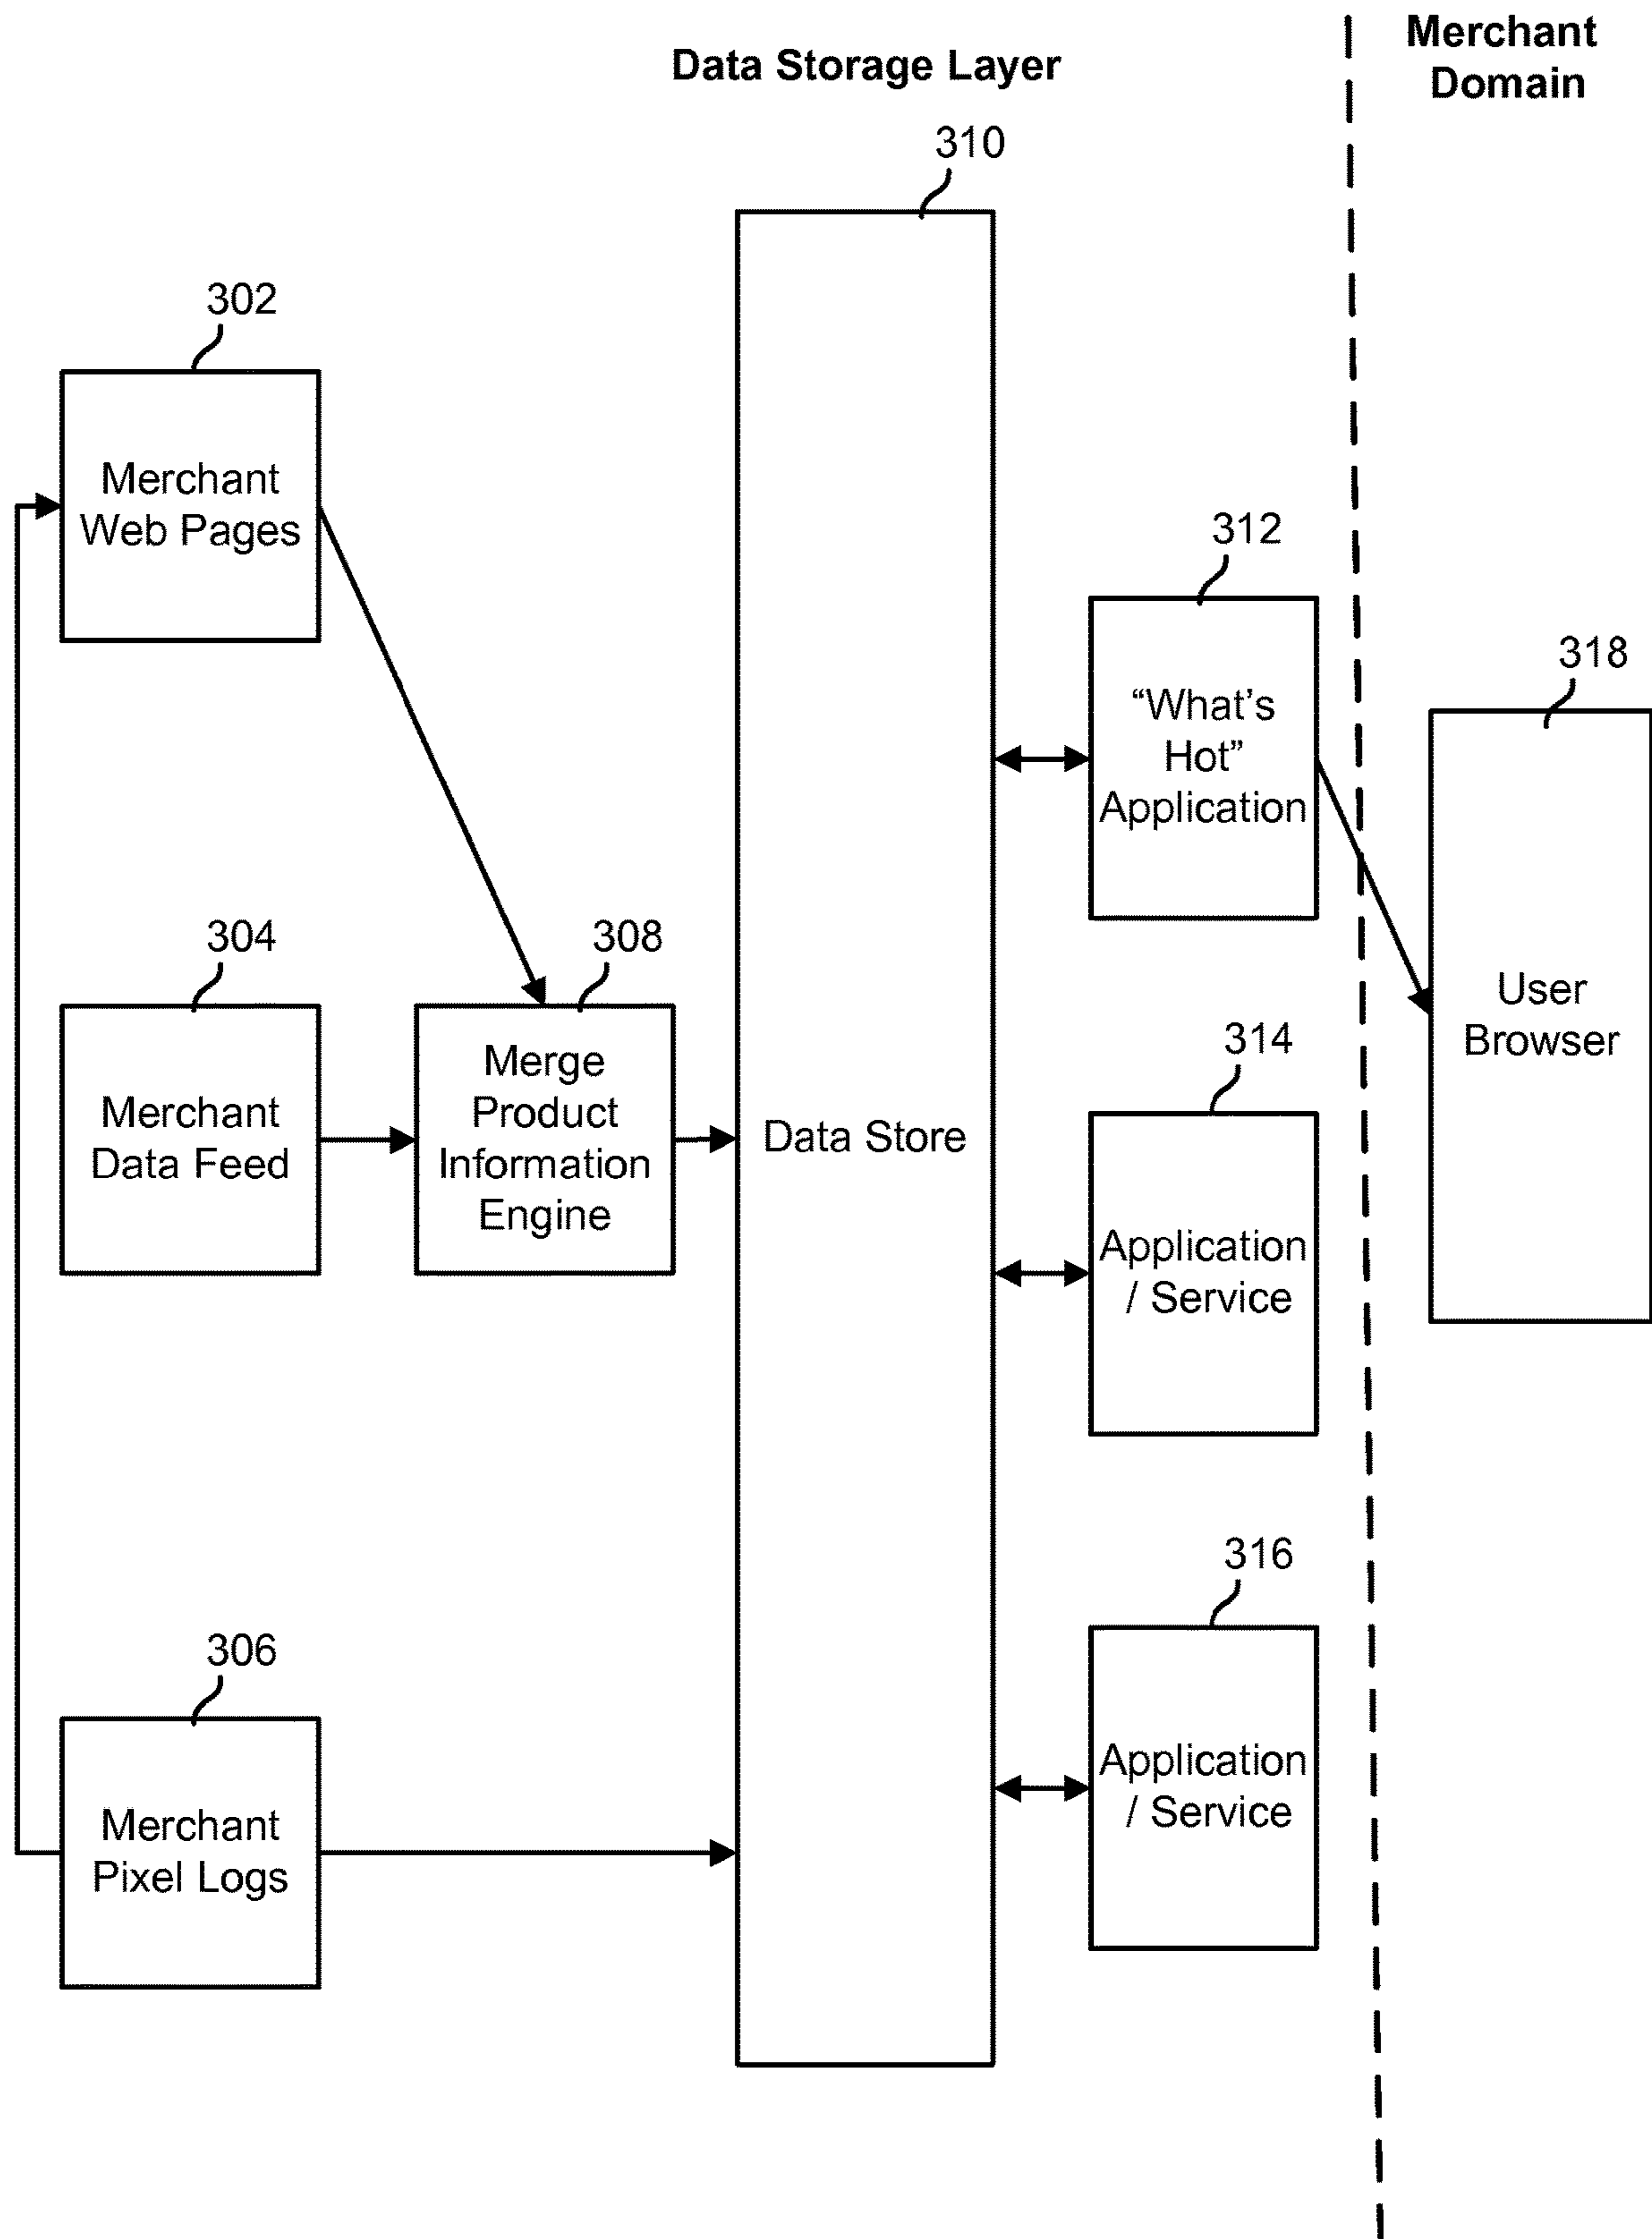 Data Storage Layer
Merchant
Domain
310
302
Merchant
Web Pages
312
“What’s
Hot”
Application
318
User
Browser
304
Merchant
Data Feed
308
Merge
Product
Information
Engine
Data Store
314
Application
/ Service
316
Application
/ Service
306
Merchant
Pixel Logs